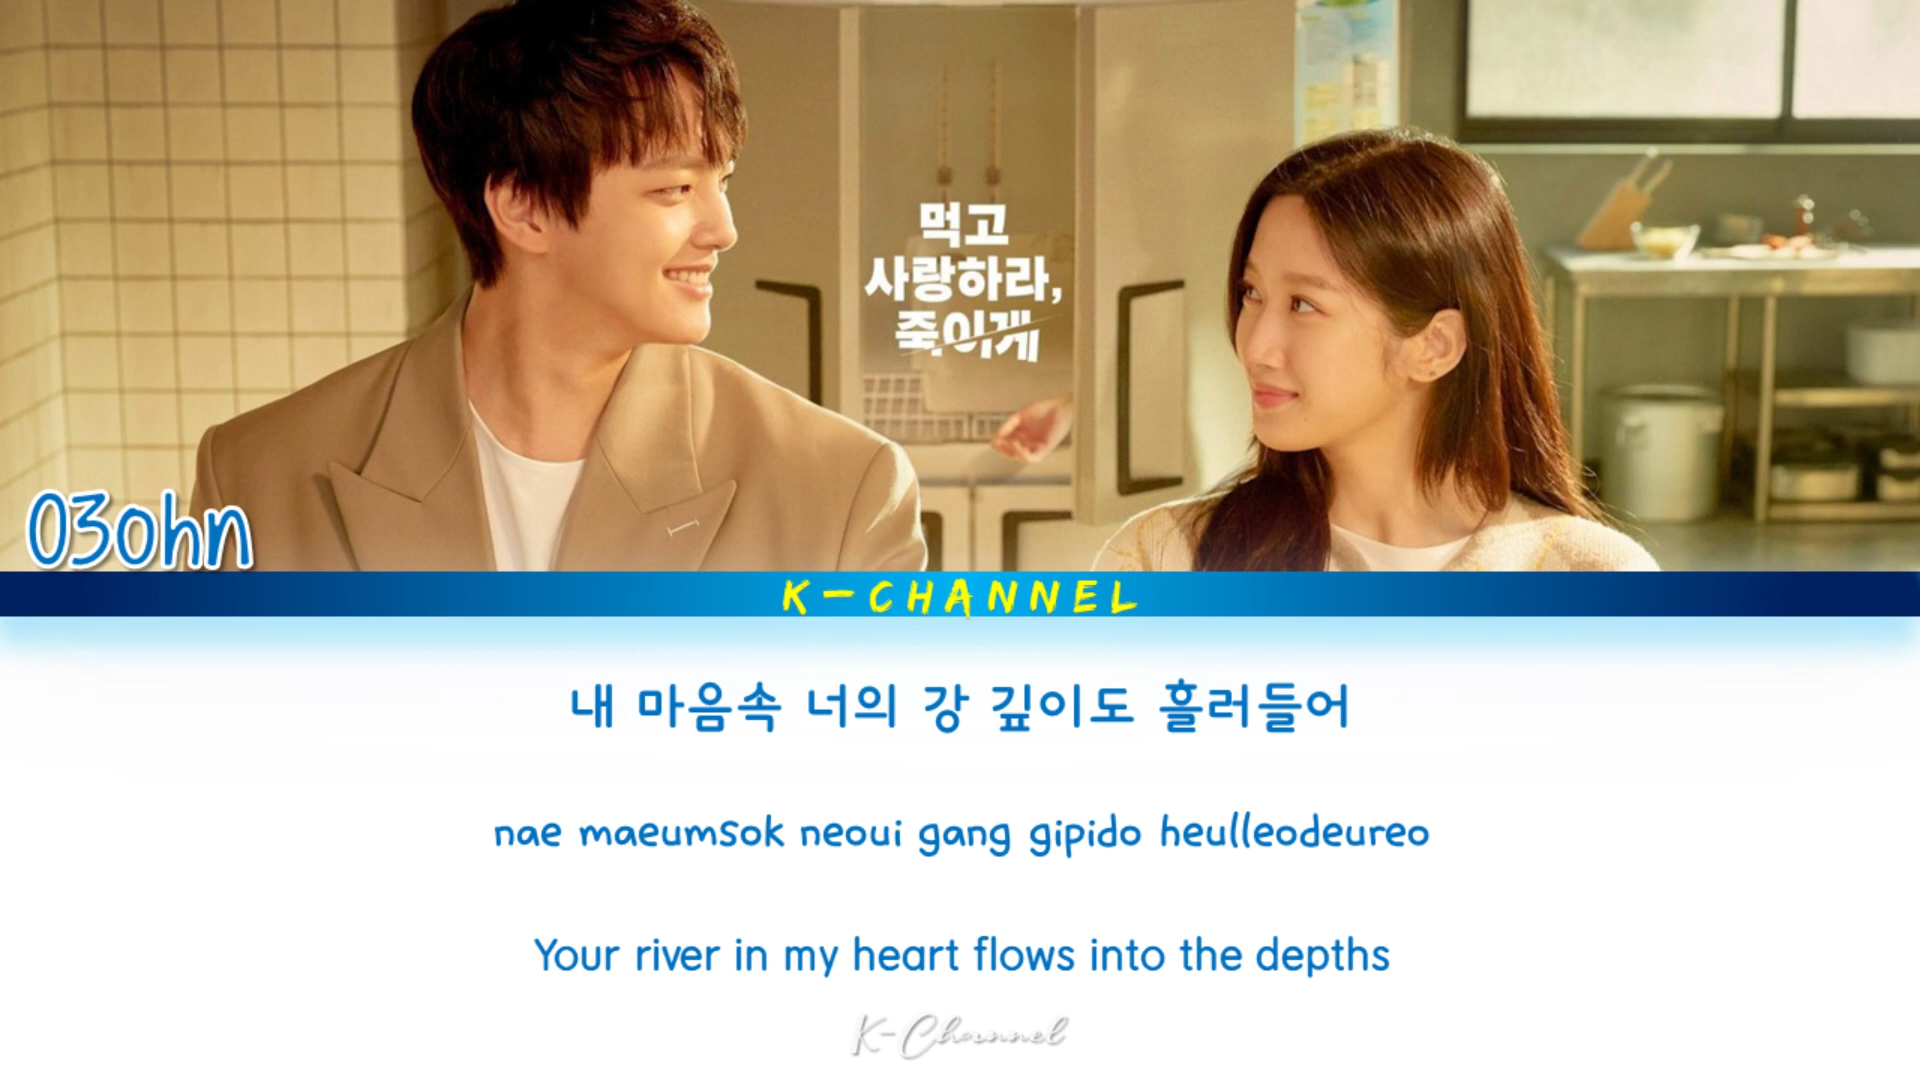 먹고
사랑하라,
죽이게
03ohn
K-CHANNEL
내 마음속 너의 강 깊이도 흘러들어
nae maeumsok neoui gang gipido heulleodeureo
Your river in my heart flows into the depths
K-Channel